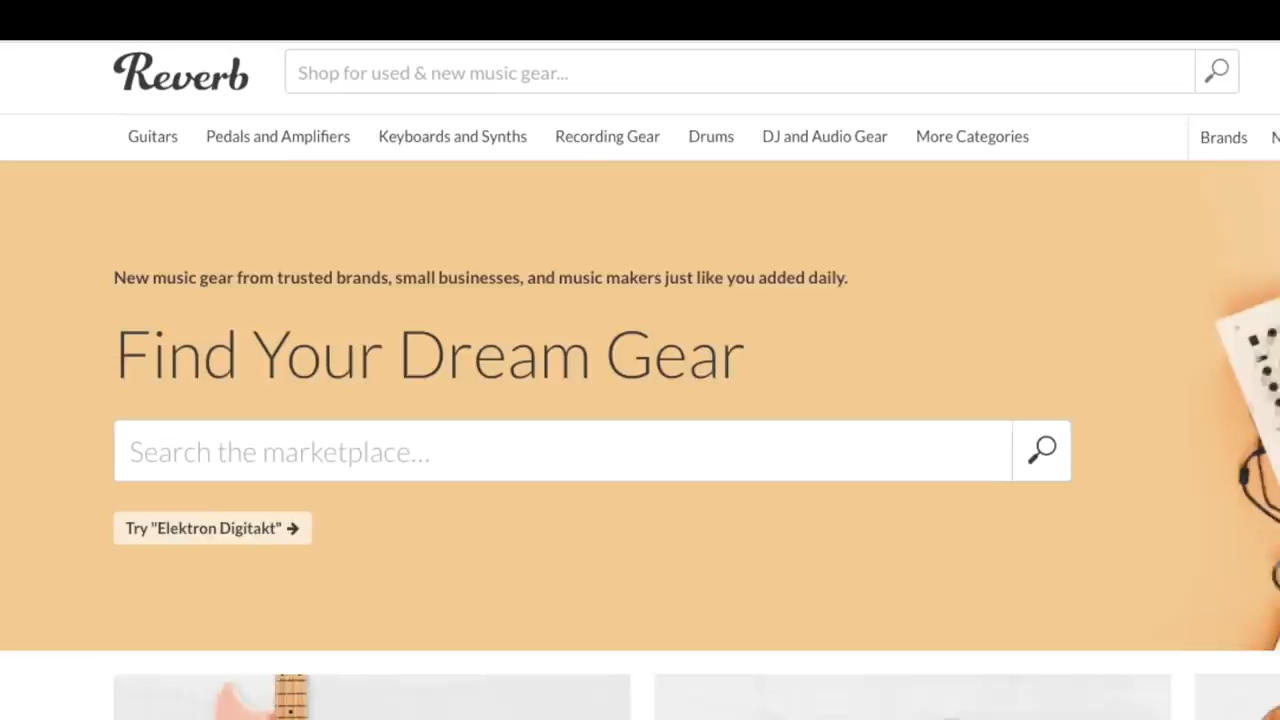 Reverb
Shop for used & new music gear...
Guitars Pedals and Amplifiers Keyboards and Synths Recording Gear Drums DJ and Audio Gear More Categories Brands
New music gear from trusted brands, small businesses, and music makers just like you added daily.
Find Your Dream Gear
Search the marketplace...
Try "Elektron Digitakt" →